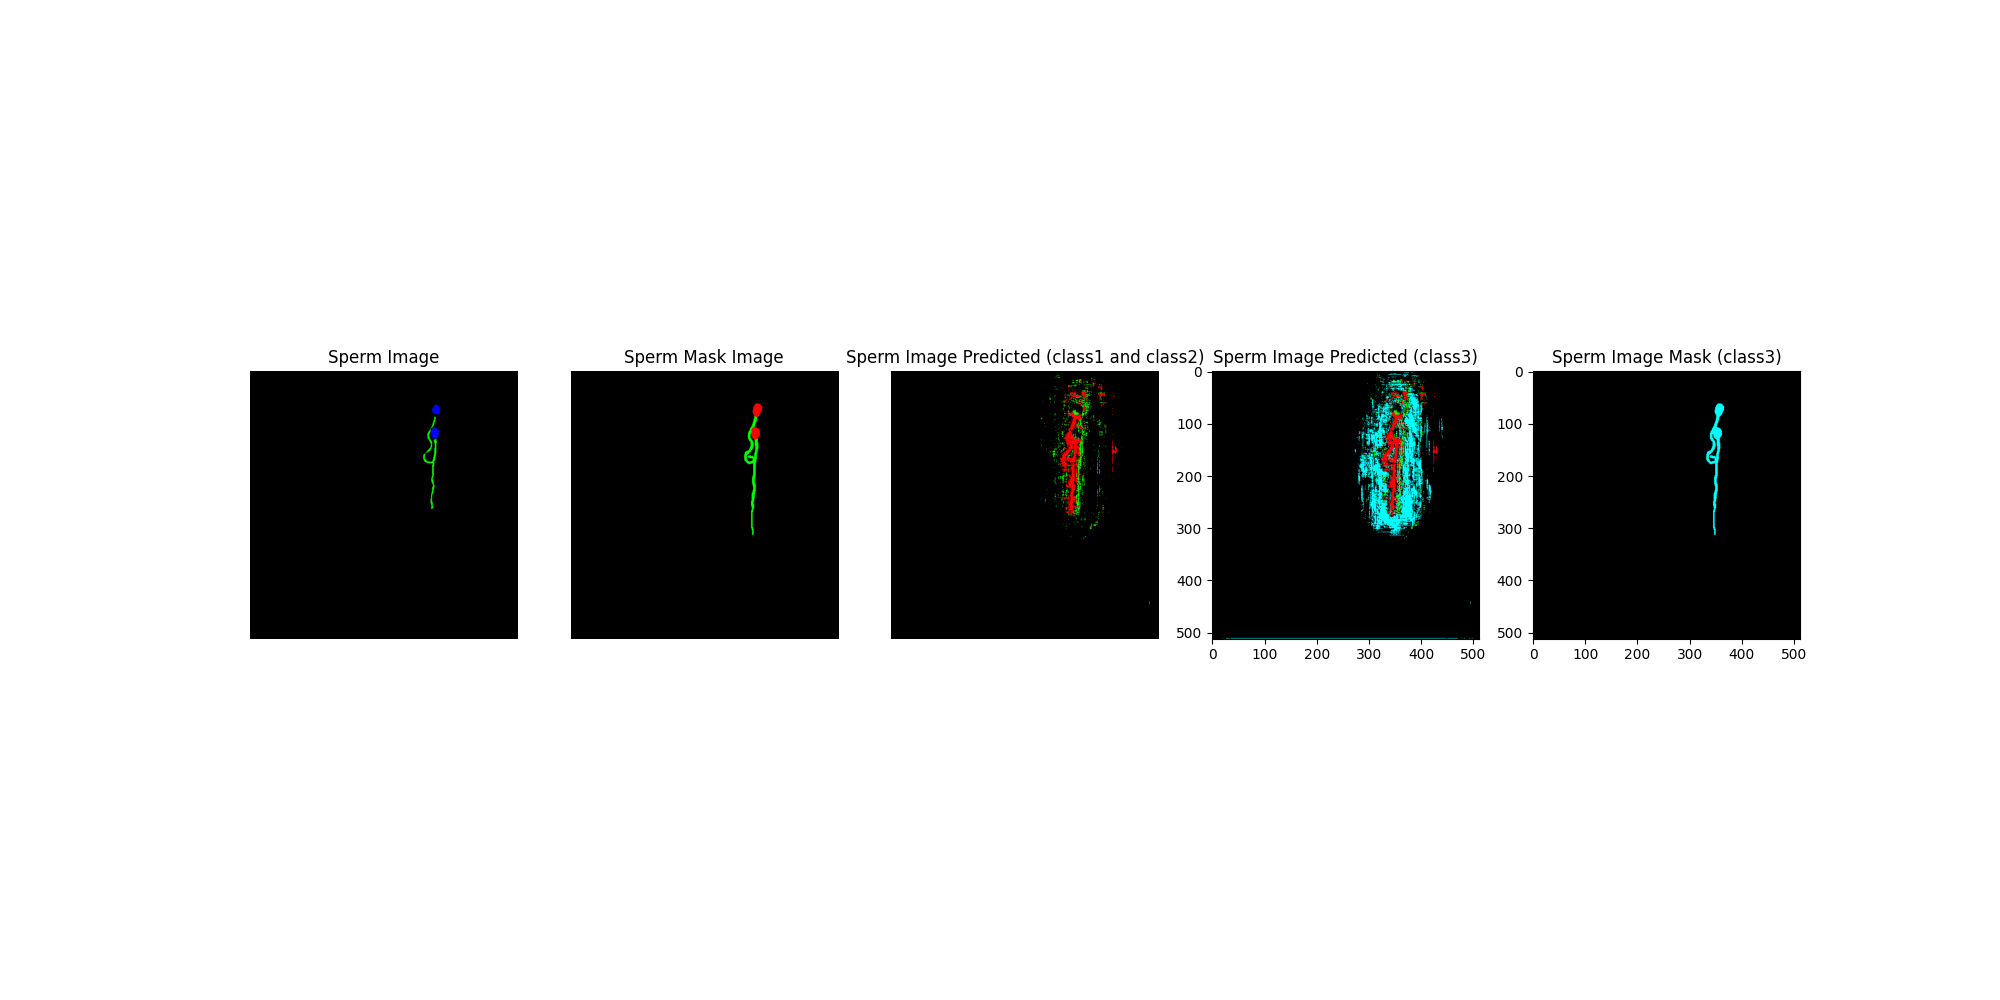 Sperm Image
Sperm Mask Image
Sperm Image Predicted (class1 and class2)
Sperm Image Predicted (class3)
Sperm Image Mask (class3)
0
100
200
300
400
500
0 100 200 300 400 500
0
100
200
300
400
500
0 100 200 300 400 500